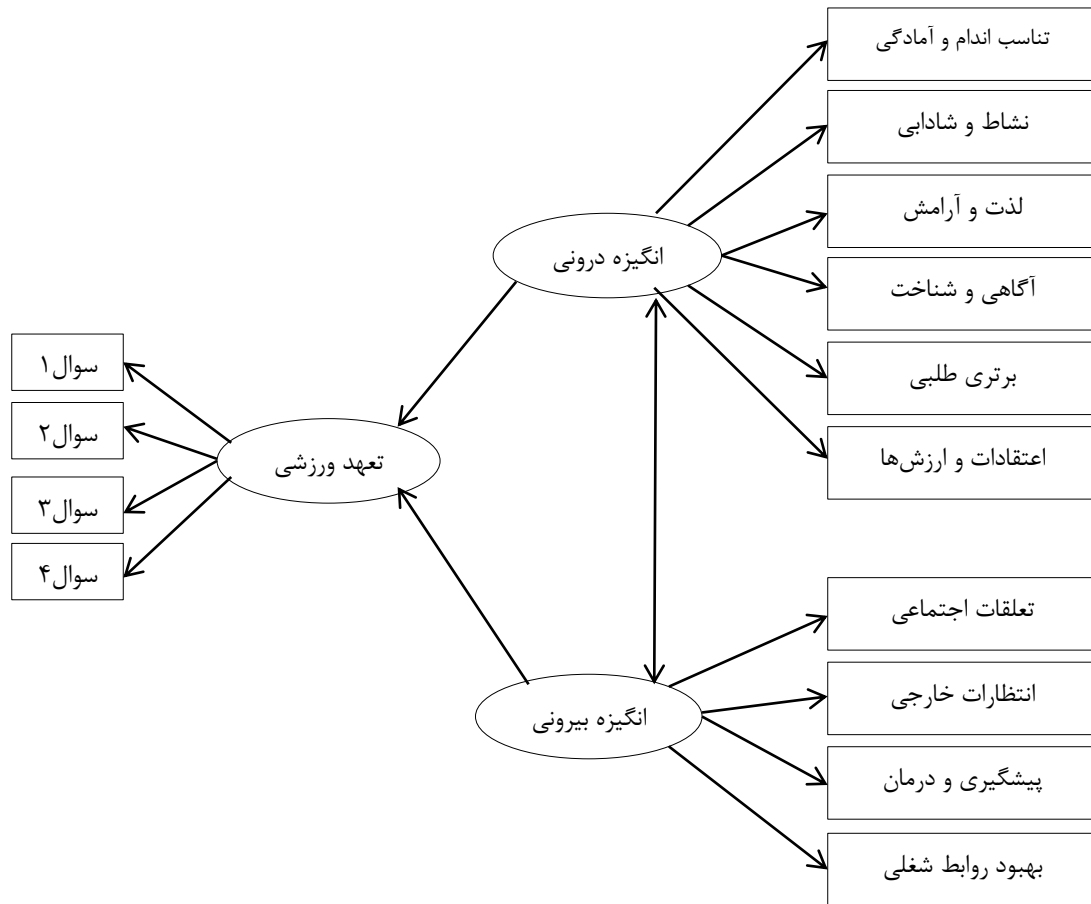 تناسب اندام و آمادگی
نشاط و شادابی
لذت و آرامش
انگیزه درونی
آگاهی و شناخت
برتری طلبی
اعتقادات و ارزش‌ها
سوال۱
سوال۲
سوال۳
سوال۴
تعهد ورزشی
تعلقات اجتماعی
انتظارات خارجی
انگیزه بیرونی
پیشگیری و درمان
بهبود روابط شغلی